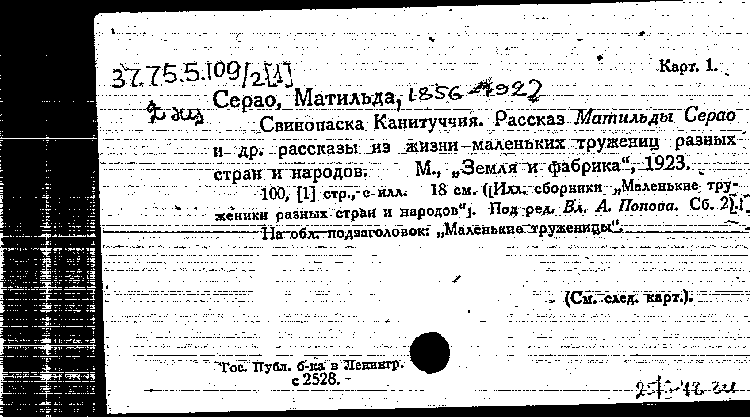 37.75.5.109/2[1]
Карт. 1.
2 экз
Серао, Матильда, 1856-1927
Свинопаска Канитуччия. Рассказ Матильды Серао
и др. рассказы из жизни маленьких тружениц разных
стран и народов. М., „Земля и фабрика“, 1923.
100, [1] стр., с илл. 18 см. ([Илл. сборники „Маленькие тру-
женики разных стран и народов“]. Под ред. Вл. А. Попова. Сб. 2).
На обл. подзаголовок: „Маленькие труженицы“.
(См. след. карт.).
Гос. Публ. б-ка в Ленингр.
с 2528.